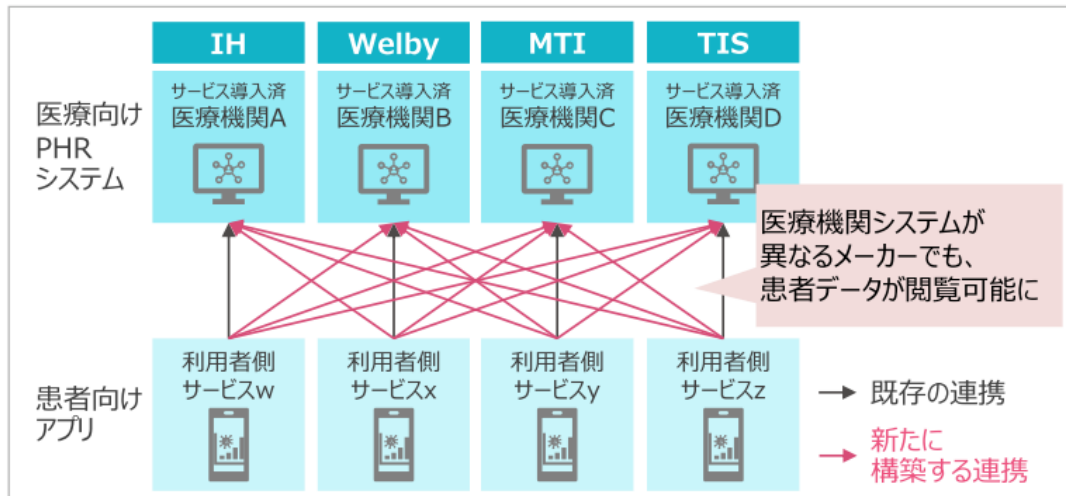 IH
Welby
MTI
TIS
医療向け
PHR
システム
サービス導入済
医療機関A
サービス導入済
医療機関B
サービス導入済
医療機関C
サービス導入済
医療機関D
医療機関システムが
異なるメーカーでも、
患者データが閲覧可能に
患者向け
アプリ
利用者側
サービスw
利用者側
サービスx
利用者側
サービスy
利用者側
サービスz
既存の連携
新たに
構築する連携